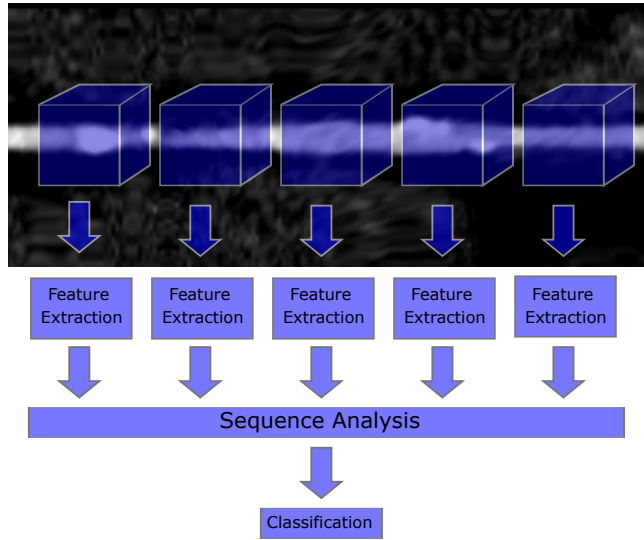 Feature Feature Feature Feature Feature
Extraction Extraction Extraction Extraction Extraction
Sequence Analysis
Classification